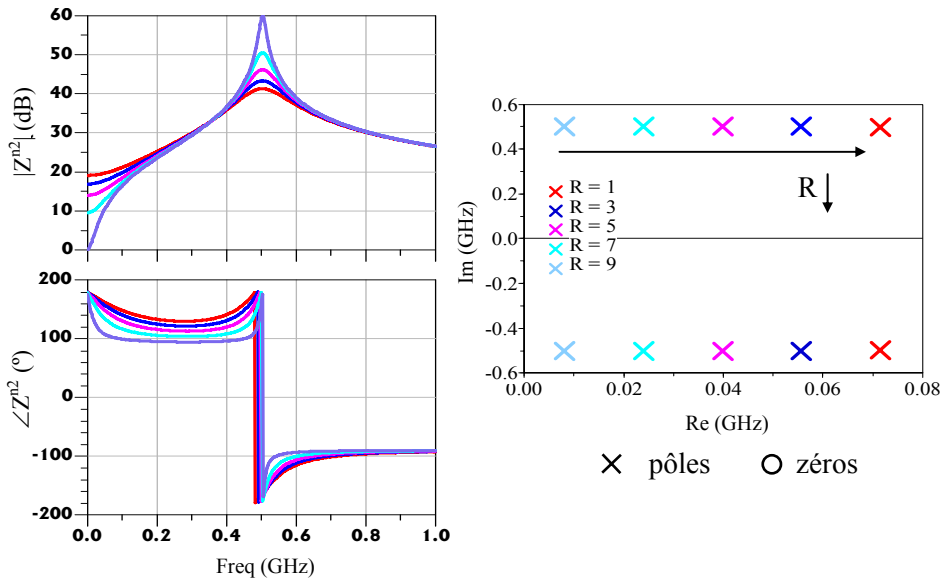 60
50
40
30
20
10
0
|Z^n2| (dB)
200
100
0
-100
-200
∠Z^n2 (º)
0.0 0.2 0.4 0.6 0.8 1.0
Freq (GHz)
0.6
0.4
0.2
0.0
-0.2
-0.4
-0.6
Im (GHz)
R = 1
R = 3
R = 5
R = 7
R = 9
R
0.00 0.02 0.04 0.06 0.08
Re (GHz)
pôles zéros